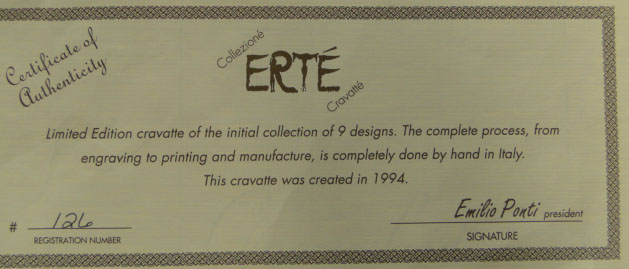 Certificate of
Authenticity
Collezioné
ERTÉ
Cravatté
Limited Edition cravatte of the initial collection of 9 designs. The complete process, from
engraving to printing and manufacture, is completely done by hand in Italy.
This cravatte was created in 1994.
# 126
REGISTRATION NUMBER
Emilio Ponti president
SIGNATURE